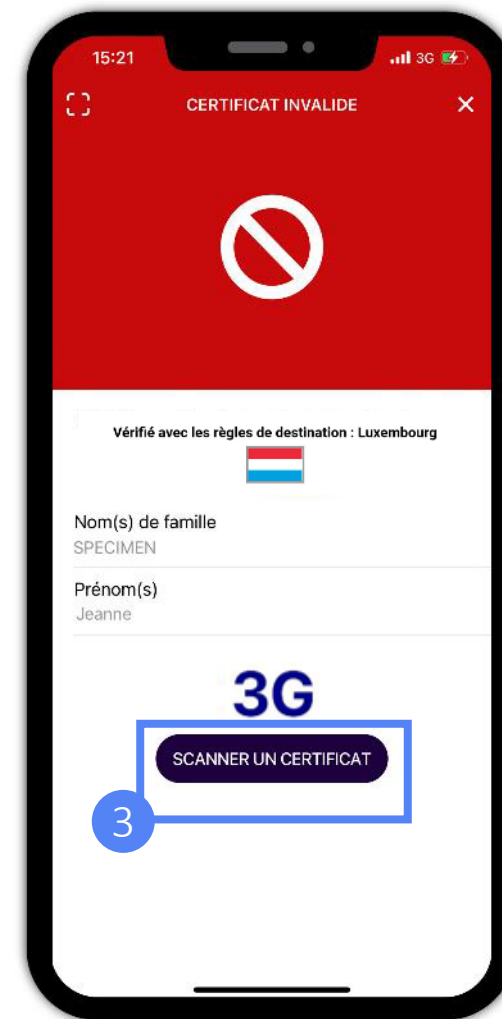 15:21
3G
CERTIFICAT INVALIDE
Vérifié avec les règles de destination : Luxembourg
Nom(s) de famille
SPECIMEN
Prénom(s)
Jeanne
3G
SCANNER UN CERTIFICAT
3